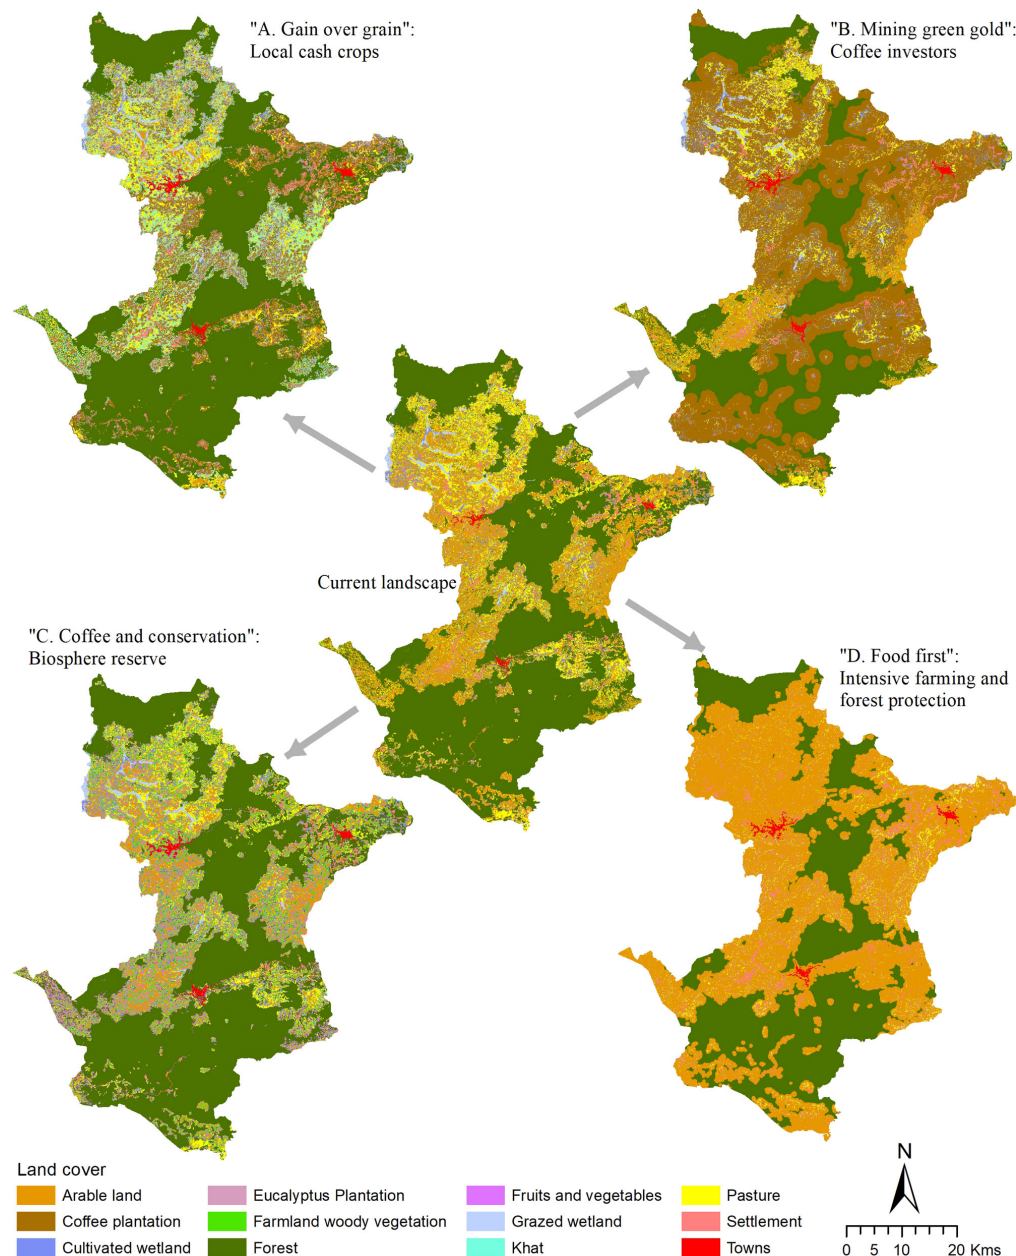 "A. Gain over grain":
Local cash crops
"B. Mining green gold":
Coffee investors
Current landscape
"C. Coffee and conservation":
Biosphere reserve
"D. Food first":
Intensive farming and
forest protection
Land cover
Arable land
Coffee plantation
Cultivated wetland
Eucalyptus Plantation
Farmland woody vegetation
Forest
Fruits and vegetables
Grazed wetland
Khat
Pasture
Settlement
Towns
N
0 5 10 20 Kms